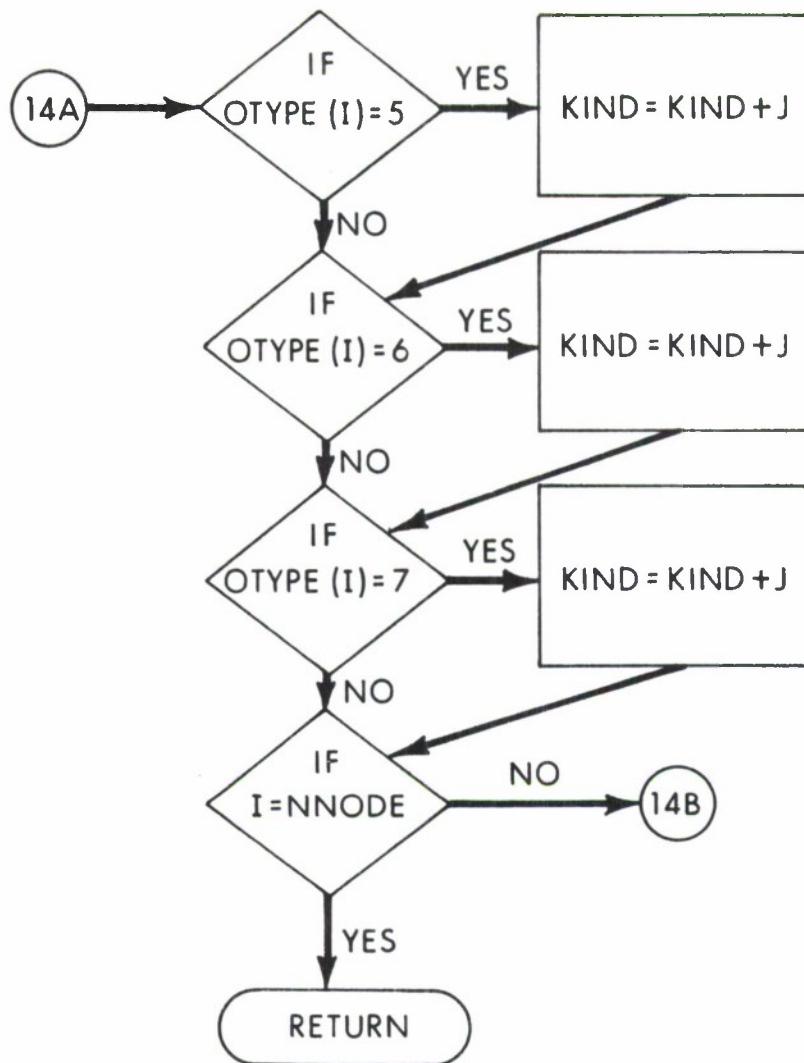 14A
IF
OTYPE (I) = 5
YES
KIND = KIND + J
NO
IF
OTYPE (I) = 6
YES
KIND = KIND + J
NO
IF
OTYPE (I) = 7
YES
KIND = KIND + J
NO
IF
I = NNODE
NO
14B
YES
RETURN